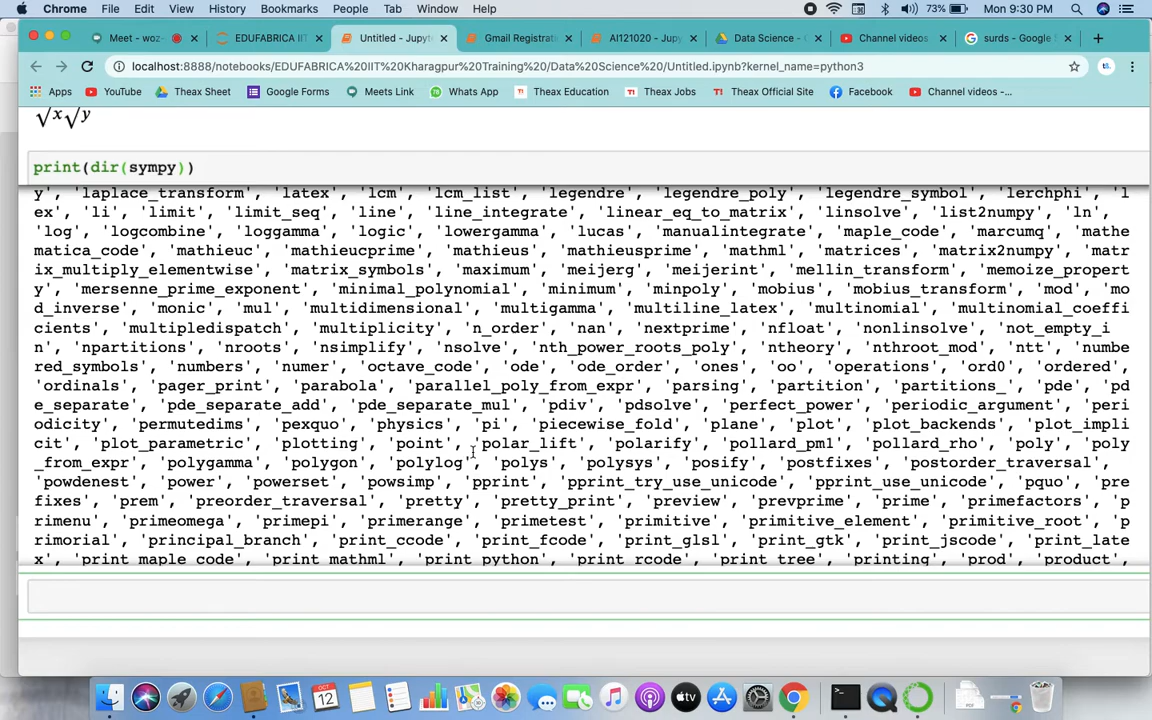 Chrome File Edit View History Bookmarks People Tab Window Help 73% Mon 9:30 PM
Meet - woz- EDUFABRICA IIT Untitled - Jupyt Gmail Registrati AI121020 - Jupy Data Science - Channel videos - surds - Google S
localhost:8888/notebooks/EDUFABRICA%20IIT%20Kharagpur%20Training%20/Data%20Science/Untitled.ipynb?kernel_name=python3
Apps YouTube Theax Sheet Google Forms Meets Link Whats App Theax Education Theax Jobs Theax Official Site Facebook Channel videos -...
√x√y
print(dir(sympy))
y', 'laplace_transform', 'latex', 'lcm', 'lcm_list', 'legendre', 'legendre_poly', 'legendre_symbol', 'lerchphi', 'l
ex', 'li', 'limit', 'limit_seq', 'line', 'line_integrate', 'linear_eq_to_matrix', 'linsolve', 'list2numpy', 'ln',
'log', 'logcombine', 'loggamma', 'logic', 'lowergamma', 'lucas', 'manualintegrate', 'maple_code', 'marcumq', 'mathe
matica_code', 'mathieuc', 'mathieucprime', 'mathieus', 'mathieusprime', 'mathml', 'matrices', 'matrix2numpy', 'matr
ix_multiply_elementwise', 'matrix_symbols', 'maximum', 'meijerg', 'meijerint', 'mellin_transform', 'memoize_propert
y', 'mersenne_prime_exponent', 'minimal_polynomial', 'minimum', 'minpoly', 'mobius', 'mobius_transform', 'mod', 'mo
d_inverse', 'monic', 'mul', 'multidimensional', 'multigamma', 'multiline_latex', 'multinomial', 'multinomial_coeffi
cients', 'multipledispatch', 'multiplicity', 'n_order', 'nan', 'nextprime', 'nfloat', 'nonlinsolve', 'not_empty_i
n', 'npartitions', 'nroots', 'nsimplify', 'nsolve', 'nth_power_roots_poly', 'ntheory', 'nthroot_mod', 'ntt', 'numbe
red_symbols', 'numbers', 'numer', 'octave_code', 'ode', 'ode_order', 'ones', 'oo', 'operations', 'ord0', 'ordered',
'ordinals', 'pager_print', 'parabola', 'parallel_poly_from_expr', 'parsing', 'partition', 'partitions_', 'pde', 'pd
e_separate', 'pde_separate_add', 'pde_separate_mul', 'pdiv', 'pdsolve', 'perfect_power', 'periodic_argument', 'peri
odicity', 'permutedims', 'pexquo', 'physics', 'pi', 'piecewise_fold', 'plane', 'plot', 'plot_backends', 'plot_impli
cit', 'plot_parametric', 'plotting', 'point', 'polar_lift', 'polarify', 'pollard_pm1', 'pollard_rho', 'poly', 'poly
_from_expr', 'polygamma', 'polygon', 'polylog', 'polys', 'polysys', 'posify', 'postfixes', 'postorder_traversal',
'powdenest', 'power', 'powerset', 'powsimp', 'pprint', 'pprint_try_use_unicode', 'pprint_use_unicode', 'pquo', 'pre
fixes', 'prem', 'preorder_traversal', 'pretty', 'pretty_print', 'preview', 'prevprime', 'prime', 'primefactors', 'p
rimenu', 'primeomega', 'primepi', 'primerange', 'primetest', 'primitive', 'primitive_element', 'primitive_root', 'p
rimorial', 'principal_branch', 'print_ccode', 'print_fcode', 'print_glsl', 'print_gtk', 'print_jscode', 'print_late
x', 'print_maple_code', 'print_mathml', 'print_python', 'print_rcode', 'print_tree', 'printing', 'prod', 'product',